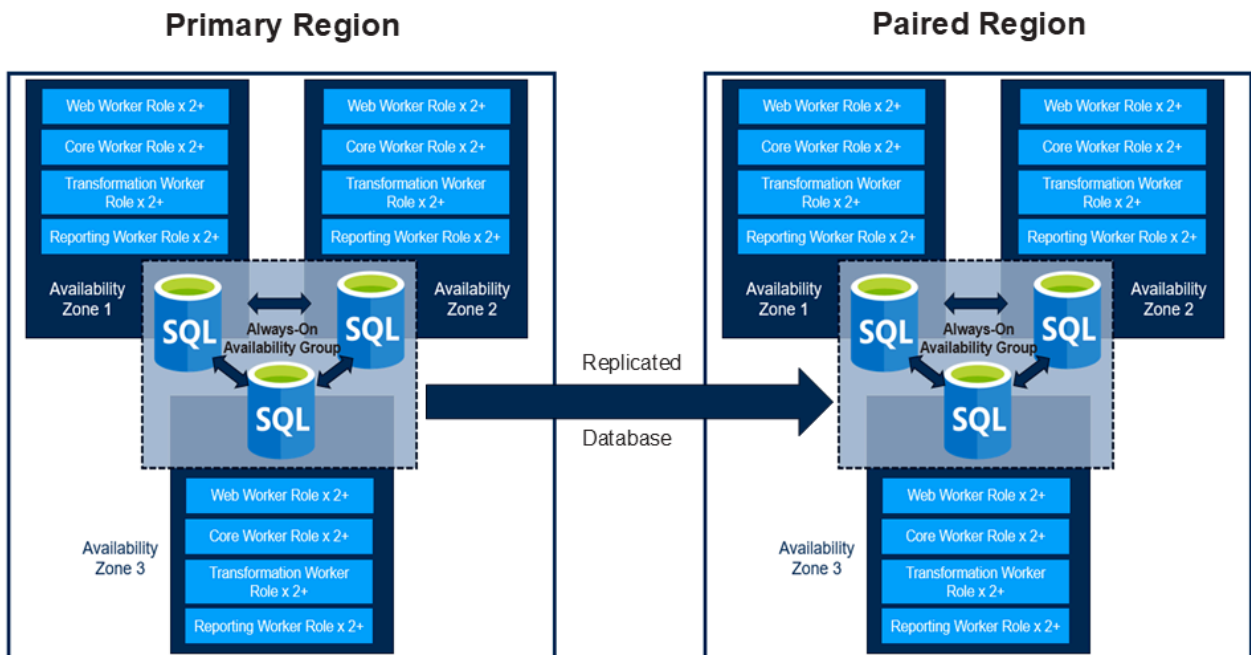 Primary Region
Web Worker Role x 2+
Core Worker Role x 2+
Transformation Worker
Role x 2+
Reporting Worker Role x 2+
Availability
Zone 1
Web Worker Role x 2+
Core Worker Role x 2+
Transformation Worker
Role x 2+
Reporting Worker Role x 2+
Availability
Zone 2
SQL
SQL
Always-On
Availability Group
SQL
Availability
Zone 3
Web Worker Role x 2+
Core Worker Role x 2+
Transformation Worker
Role x 2+
Reporting Worker Role x 2+
Replicated
Database
Paired Region
Web Worker Role x 2+
Core Worker Role x 2+
Transformation Worker
Role x 2+
Reporting Worker Role x 2+
Availability
Zone 1
Web Worker Role x 2+
Core Worker Role x 2+
Transformation Worker
Role x 2+
Reporting Worker Role x 2+
Availability
Zone 2
SQL
SQL
Always-On
Availability Group
SQL
Availability
Zone 3
Web Worker Role x 2+
Core Worker Role x 2+
Transformation Worker
Role x 2+
Reporting Worker Role x 2+